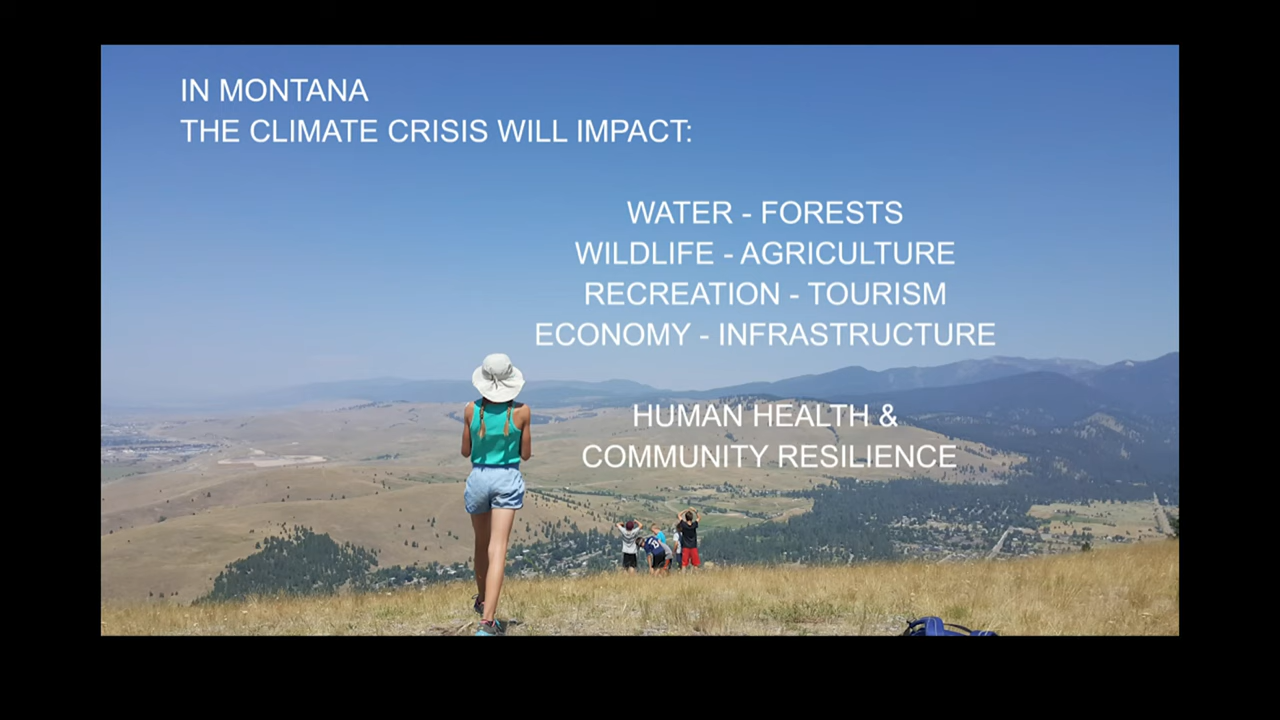 IN MONTANA
THE CLIMATE CRISIS WILL IMPACT:
WATER - FORESTS
WILDLIFE - AGRICULTURE
RECREATION - TOURISM
ECONOMY - INFRASTRUCTURE
HUMAN HEALTH &
COMMUNITY RESILIENCE